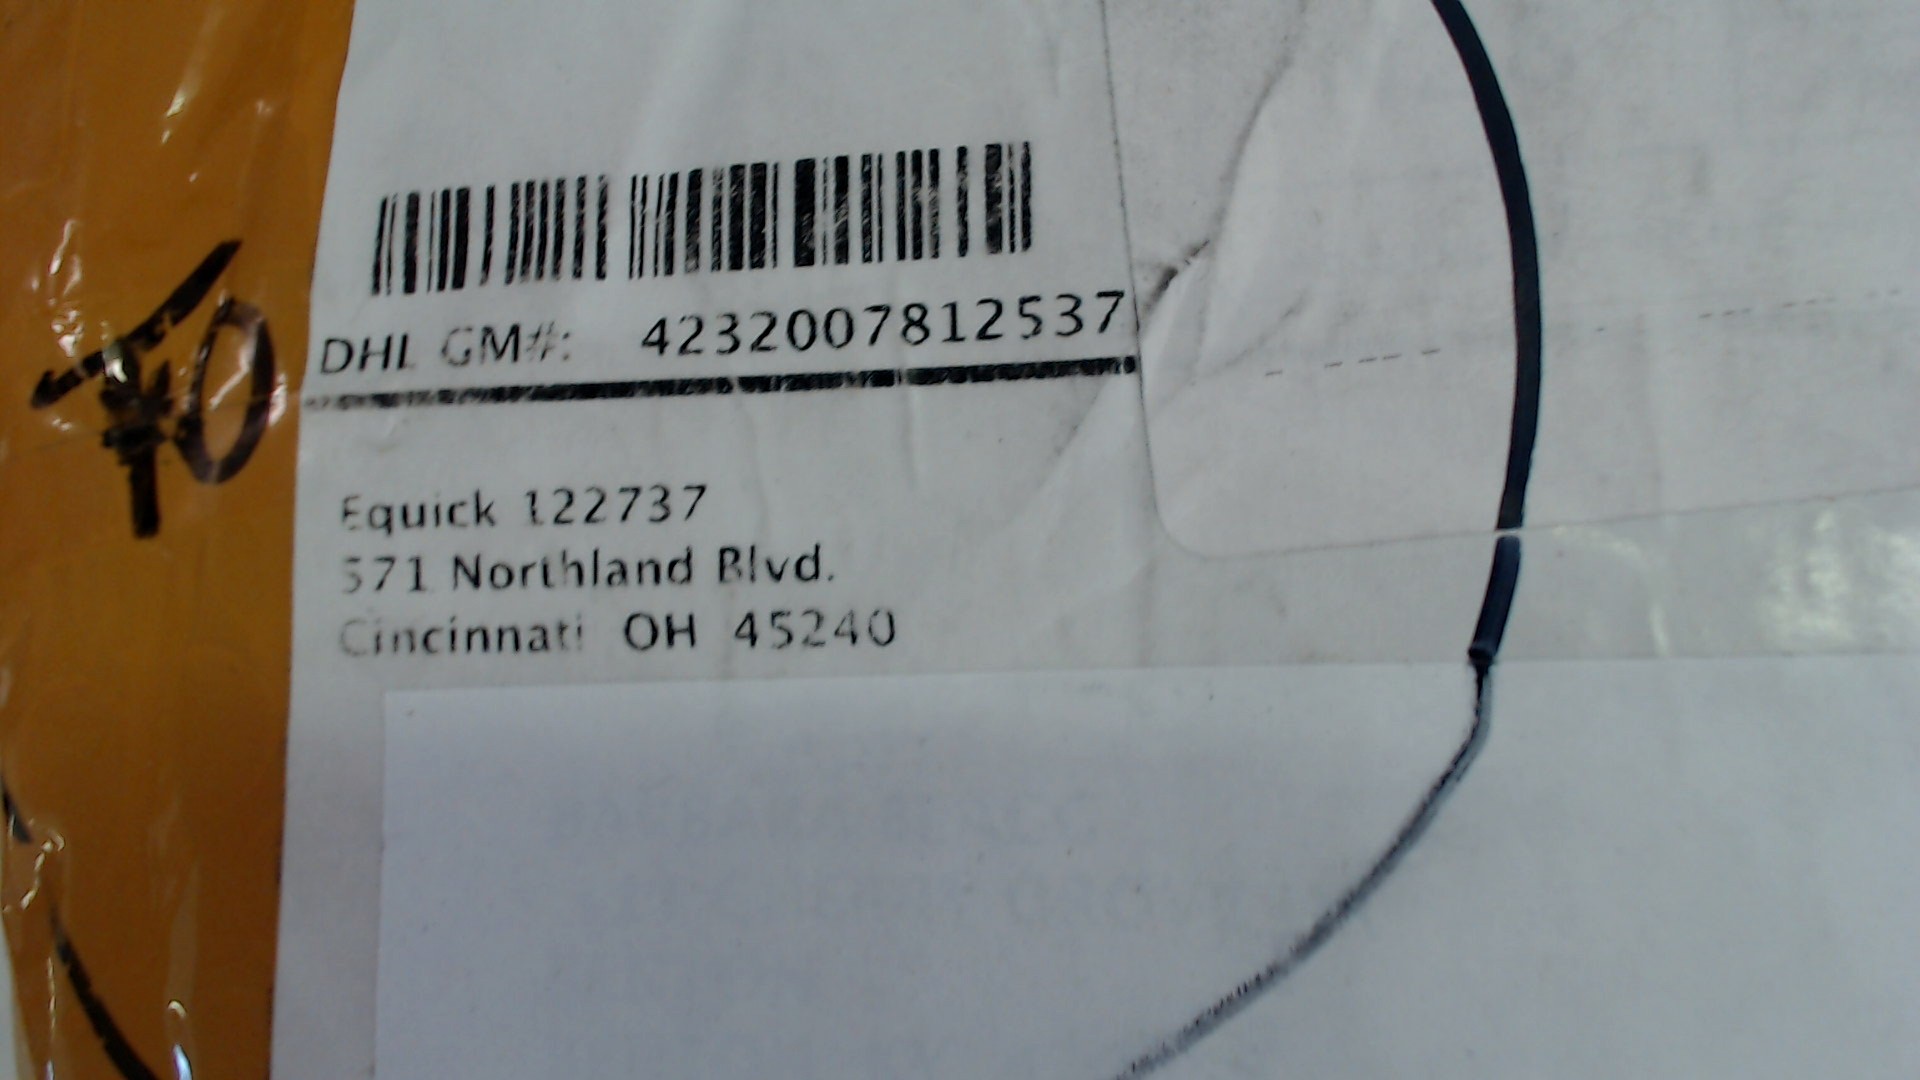 DHL GM#: 4232007812537
Equick 122737
571 Northland Blvd.
Cincinnati OH 45240